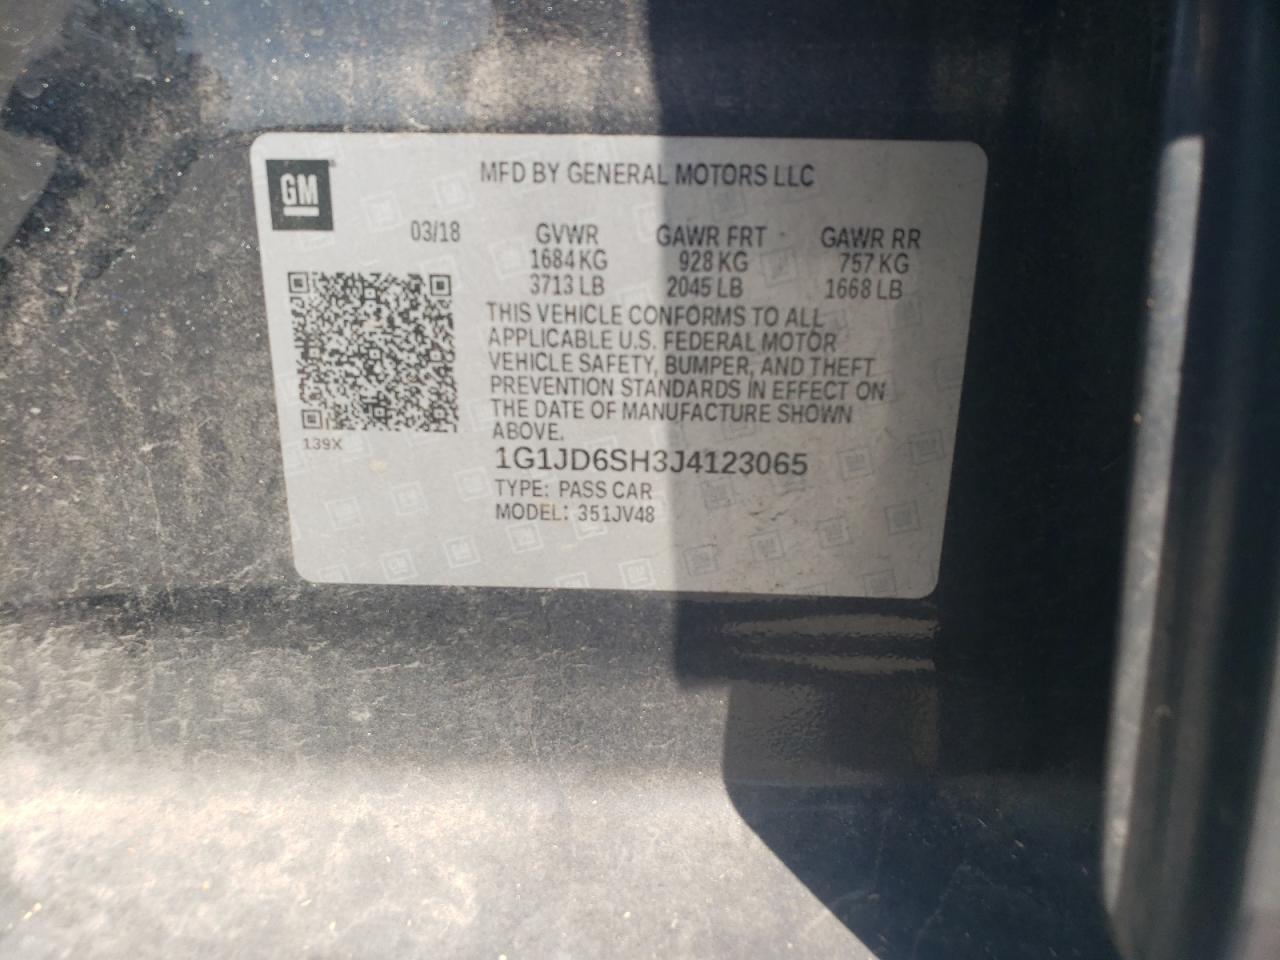 GM
MFD BY GENERAL MOTORS LLC
03/18 GVWR GAWR FRT GAWR RR
1684 KG 928 KG 757 KG
3713 LB 2045 LB 1668 LB
THIS VEHICLE CONFORMS TO ALL
APPLICABLE U.S. FEDERAL MOTOR
VEHICLE SAFETY, BUMPER, AND THEFT
PREVENTION STANDARDS IN EFFECT ON
THE DATE OF MANUFACTURE SHOWN
ABOVE.
139X
1G1JD6SH3J4123065
TYPE: PASS CAR
MODEL: 351JV48